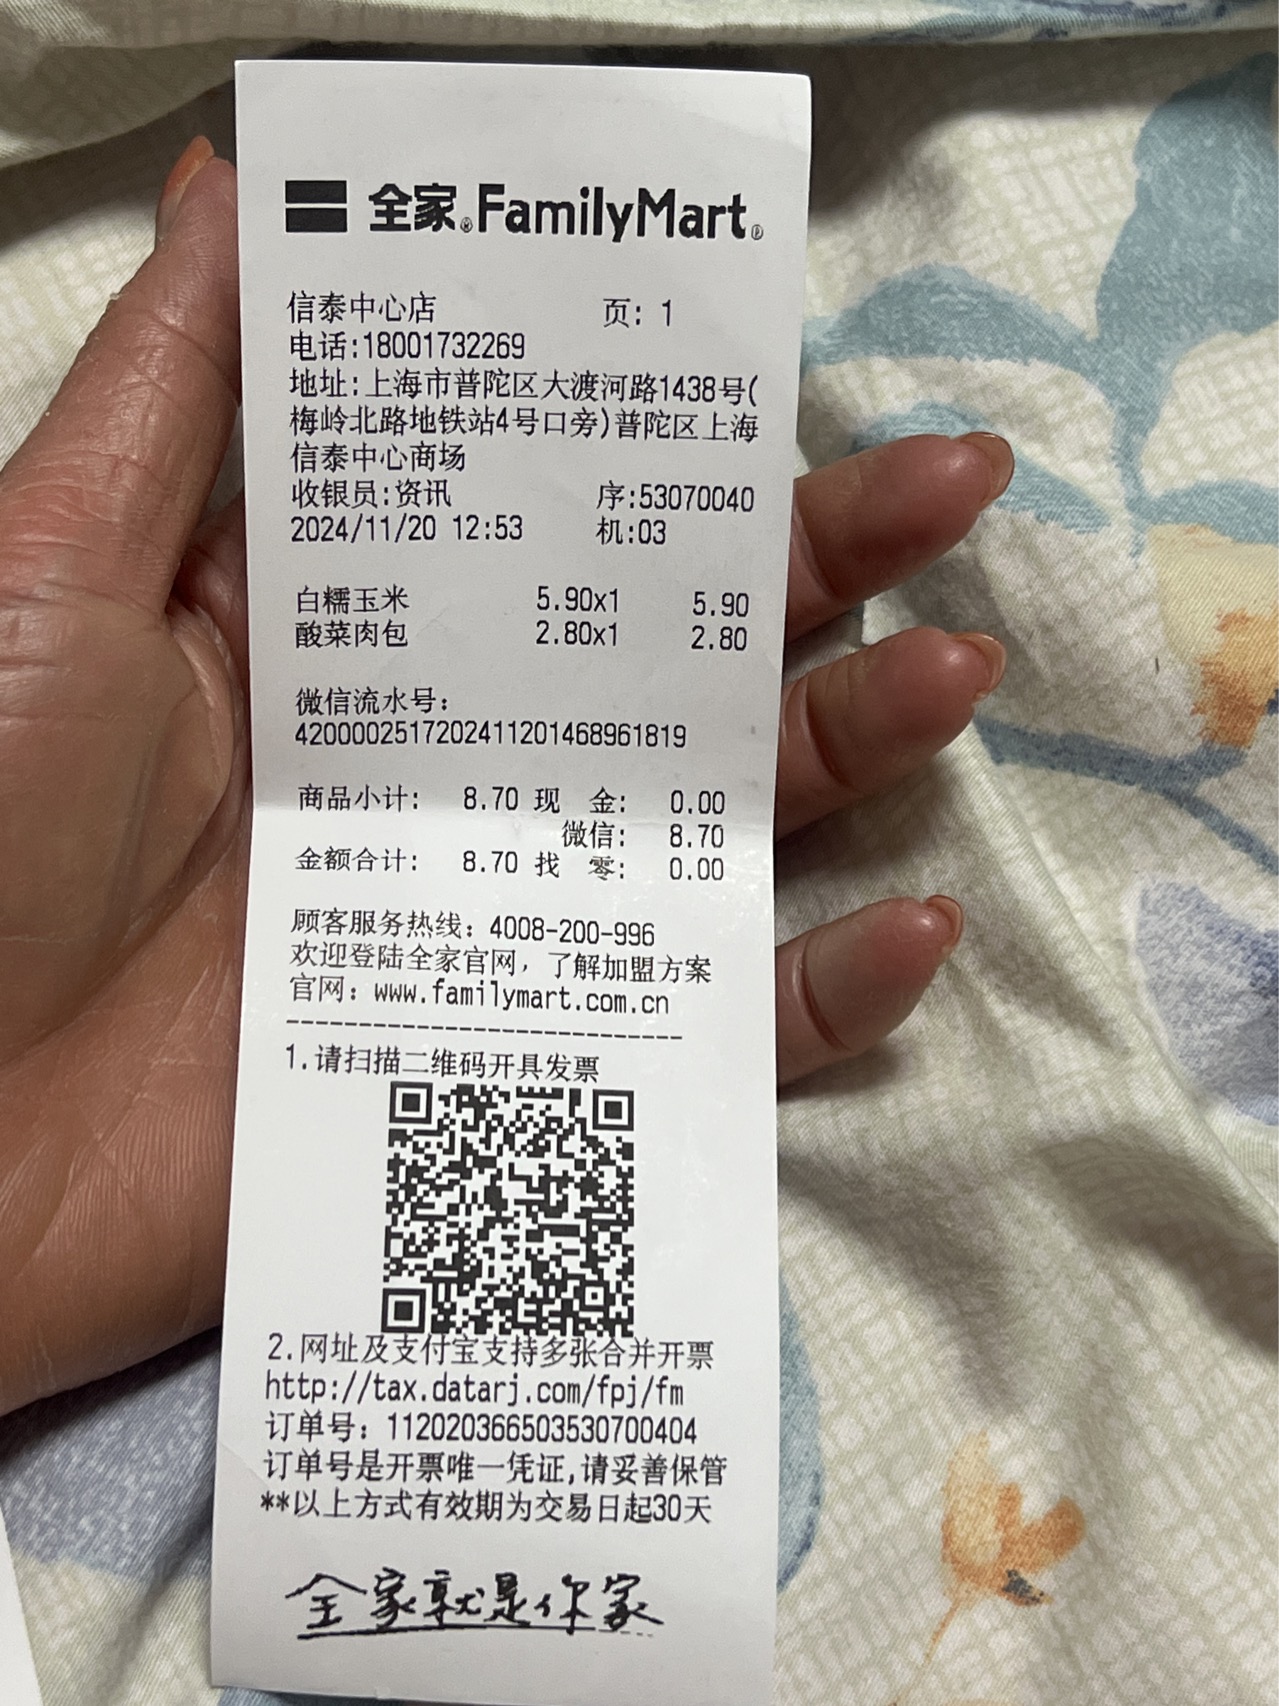 全家® FamilyMart®
信泰中心店 页: 1
电话:18001732269
地址:上海市普陀区大渡河路1438号(
梅岭北路地铁站4号口旁)普陀区上海
信泰中心商场
收银员:资讯 序:53070040
2024/11/20 12:53 机:03
白糯玉米 5.90x1 5.90
酸菜肉包 2.80x1 2.80
微信流水号:
4200002517202411201468961819
商品小计: 8.70 现 金: 0.00
微信: 8.70
金额合计: 8.70 找 零: 0.00
顾客服务热线: 4008-200-996
欢迎登陆全家官网, 了解加盟方案
官网: www.familymart.com.cn
----------------------------
1.请扫描二维码开具发票
2.网址及支付宝支持多张合并开票
http://tax.datarj.com/fpj/fm
订单号: 112020366503530700404
订单号是开票唯一凭证,请妥善保管
**以上方式有效期为交易日起30天
全家就是你家